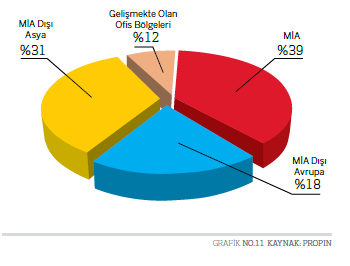 MİA Dışı
Asya
%31
Gelişmekte Olan
Ofis Bölgeleri
%12
MİA
%39
MİA Dışı
Avrupa
%18
GRAFİK NO.11 KAYNAK: PROPIN